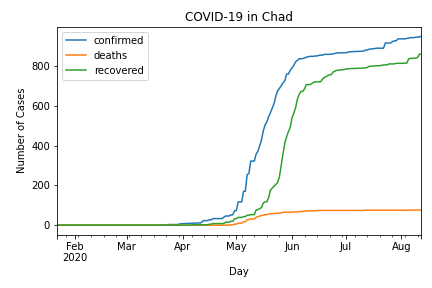 COVID-19 in Chad
confirmed
deaths
recovered
Number of Cases
800
600
400
200
0
Feb Mar Apr May Jun Jul Aug
2020
Day